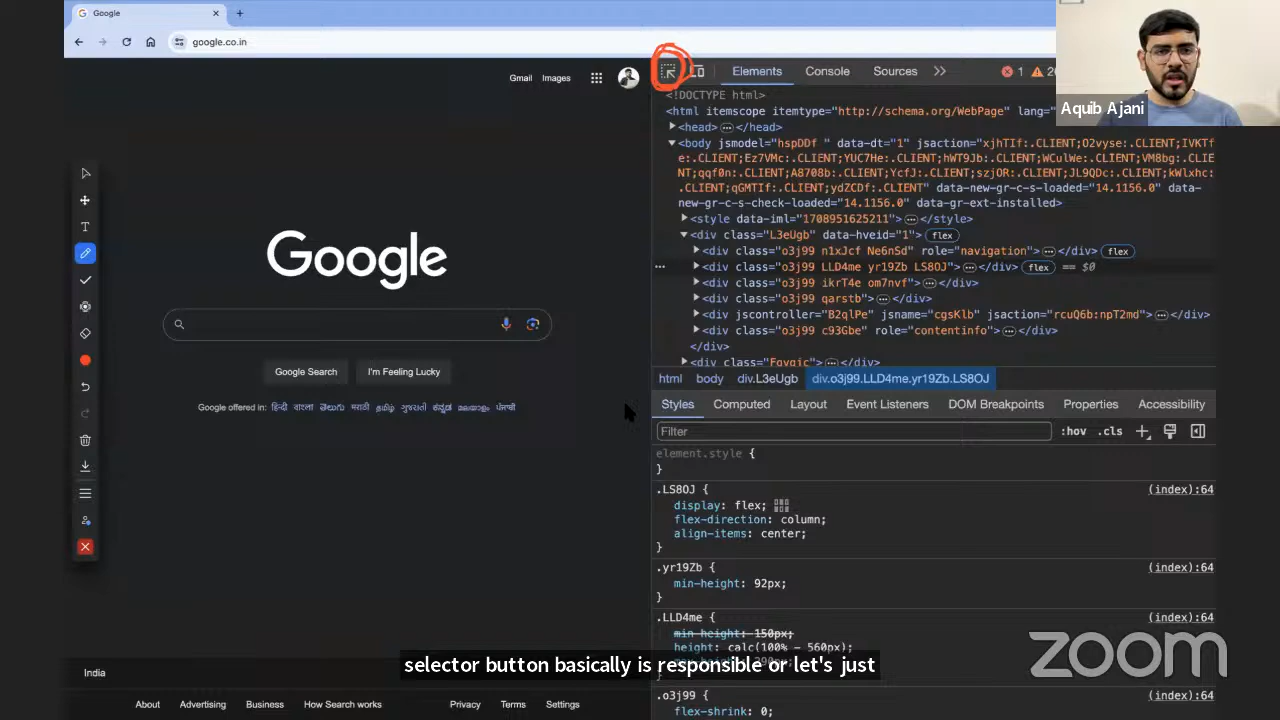 Google
google.co.in
Gmail Images
Google
Google Search I'm Feeling Lucky
Google offered in: हिन्दी বাংলা తెలుగు मराठी தமிழ் ગુજરાતી ಕನ್ನಡ മലയാളം ਪੰਜਾਬੀ
India
About Advertising Business How Search works Privacy Terms Settings
Elements Console Sources 1
<!DOCTYPE html>
<html itemscope itemtype="http://schema.org/WebPage" lang=
<head> ⋯ </head>
<body jsmodel="hspDDf " data-dt="1" jsaction="xjhTIf:.CLIENT;O2vyse:.CLIENT;IVKTf
e:.CLIENT;Ez7VMc:.CLIENT;YUC7He:.CLIENT;hWT9Jb:.CLIENT;WCulWe:.CLIENT;VM8bg:.CLIE
NT;qqf0n:.CLIENT;A8708b:.CLIENT;YcfJ:.CLIENT;szjOR:.CLIENT;JL9QDc:.CLIENT;kWlxhc:
.CLIENT;qGMTIf:.CLIENT;ydZCDf:.CLIENT" data-new-gr-c-s-loaded="14.1156.0" data-
new-gr-c-s-check-loaded="14.1156.0" data-gr-ext-installed>
<style data-iml="1708951625211"> ⋯ </style>
<div class="L3eUgb" data-hveid="1"> flex
<div class="o3j99 n1xJcf Ne6nSd" role="navigation"> ⋯ </div> flex
<div class="o3j99 LLD4me yr19Zb LS8OJ"> ⋯ </div> flex == $0
<div class="o3j99 ikrT4e om7nvf"> ⋯ </div>
<div class="o3j99 qarstb"> ⋯ </div>
<div jscontroller="B2qlPe" jsname="cgsKlb" jsaction="rcuQ6b:npT2md"> ⋯ </div>
<div class="o3j99 c93Gbe" role="contentinfo"> ⋯ </div>
</div>
<div class="Fgvgjc"> ⋯ </div>
html body div.L3eUgb div.o3j99.LLD4me.yr19Zb.LS8OJ
Styles Computed Layout Event Listeners DOM Breakpoints Properties Accessibility
Filter :hov .cls
element.style {
}
.LS8OJ { (index):64
display: flex;
flex-direction: column;
align-items: center;
}
.yr19Zb { (index):64
min-height: 92px;
}
.LLD4me { (index):64
min-height: 150px;
height: calc(100% - 560px);
.o3j99 { (index):64
flex-shrink: 0;
Aquib Ajani
selector button basically is responsible or let's just
zoom